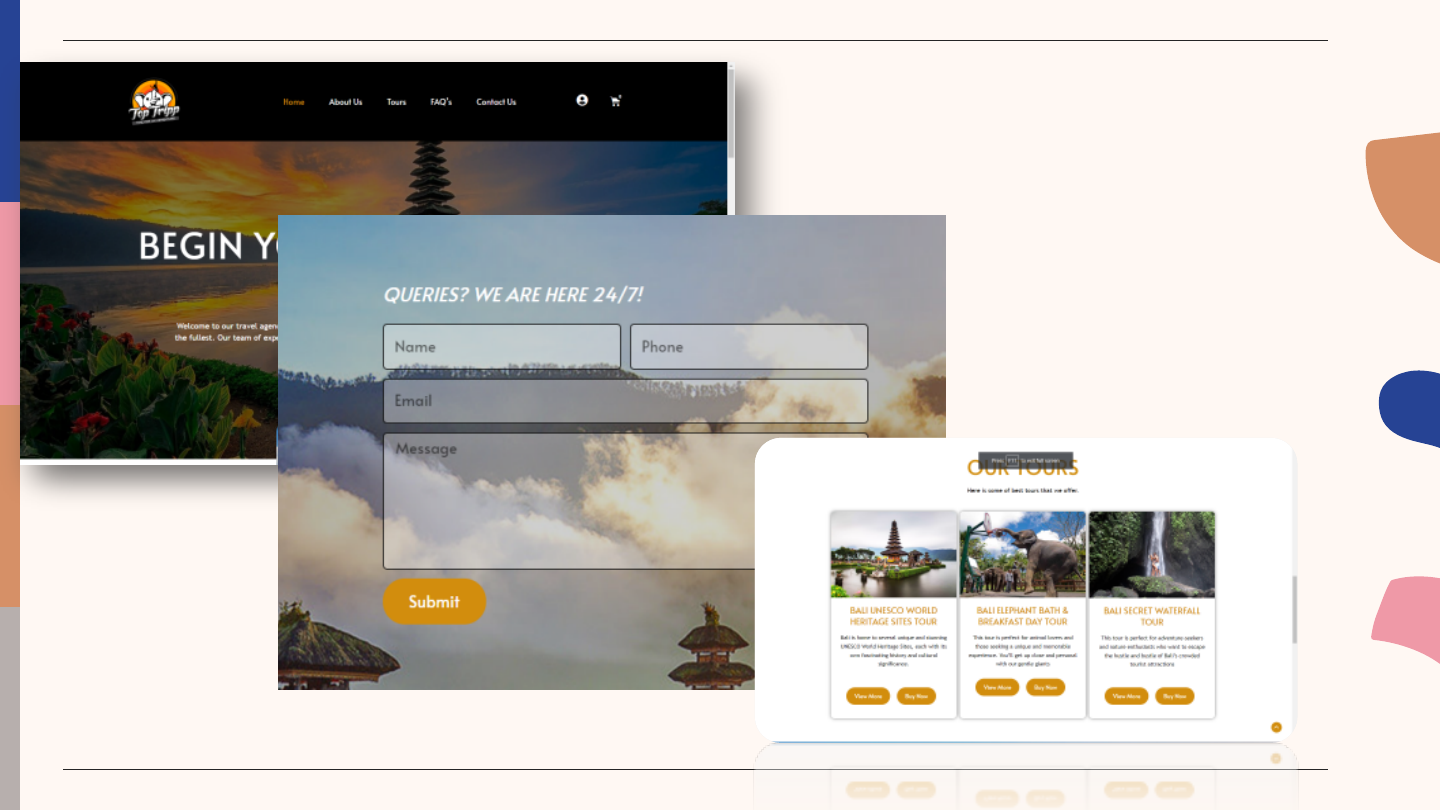 Top Tripp
Home About Us Tours FAQ's Contact Us
BEGIN Y
Welcome to our travel agen
the fullest. Our team of expe
QUERIES? WE ARE HERE 24/7!
Name Phone
Email
Message
Submit
Press F11 to exit full screen
OUR TOURS
Here is some of best tours that we offer.
BALI UNESCO WORLD
HERITAGE SITES TOUR
Bali is home to several unique and stunning
UNESCO World Heritage Sites, each with its
own fascinating history and cultural
significance.
View More Buy Now
BALI ELEPHANT BATH &
BREAKFAST DAY TOUR
This tour is perfect for animal lovers and
those seeking a unique and memorable
experience. You'll get up close and personal
with our gentle giants.
View More Buy Now
BALI SECRET WATERFALL
TOUR
This tour is perfect for adventure seekers
and nature enthusiasts who want to escape
the hustle and bustle of Bali's crowded
tourist attractions
View More Buy Now